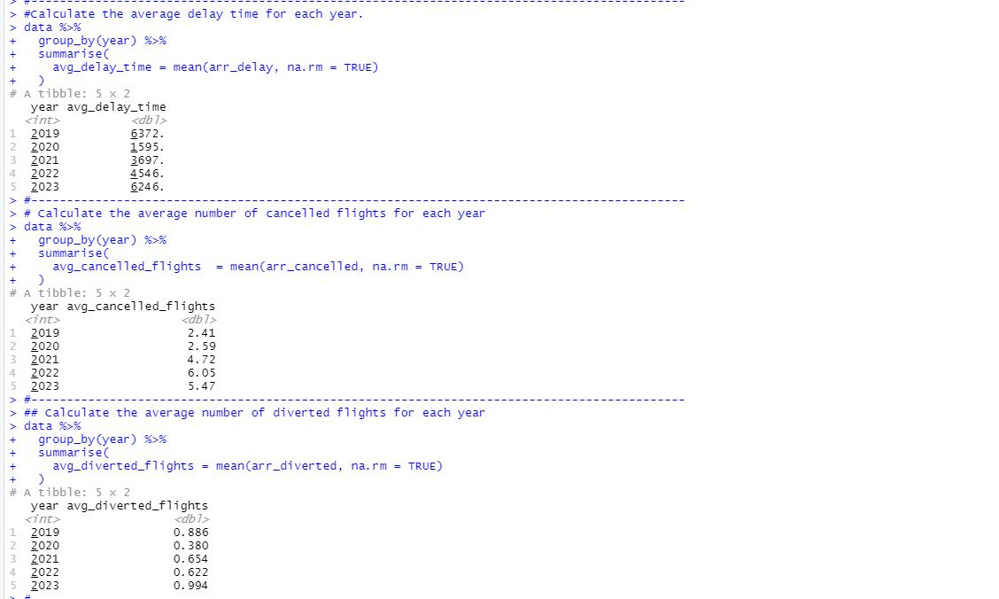 > #-------------------------------------------------------------------------------------------
> #Calculate the average delay time for each year.
> data %>%
+   group_by(year) %>%
+   summarise(
+     avg_delay_time = mean(arr_delay, na.rm = TRUE)
+   )
# A tibble: 5 × 2
year avg_delay_time
<int> <dbl>
1 2019 6372.
2 2020 1595.
3 2021 3697.
4 2022 4546.
5 2023 6246.
> #-------------------------------------------------------------------------------------------
> # Calculate the average number of cancelled flights for each year
> data %>%
+   group_by(year) %>%
+   summarise(
+     avg_cancelled_flights  = mean(arr_cancelled, na.rm = TRUE)
+   )
# A tibble: 5 × 2
year avg_cancelled_flights
<int> <dbl>
1 2019 2.41
2 2020 2.59
3 2021 4.72
4 2022 6.05
5 2023 5.47
> #-------------------------------------------------------------------------------------------
> ## Calculate the average number of diverted flights for each year
> data %>%
+   group_by(year) %>%
+   summarise(
+     avg_diverted_flights = mean(arr_diverted, na.rm = TRUE)
+   )
# A tibble: 5 × 2
year avg_diverted_flights
<int> <dbl>
1 2019 0.886
2 2020 0.380
3 2021 0.654
4 2022 0.622
5 2023 0.994
> #